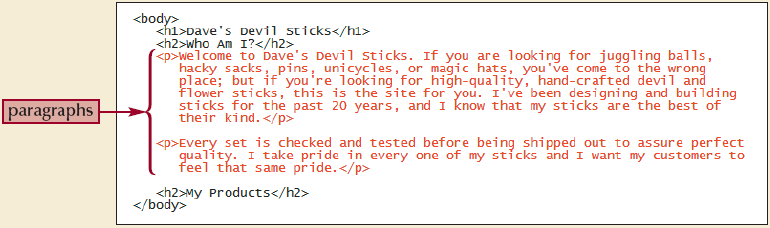 <body>
<h1>Dave's Devil Sticks</h1>
<h2>Who Am I?</h2>
<p>Welcome to Dave's Devil Sticks. If you are looking for juggling balls,
hacky sacks, pins, unicycles, or magic hats, you've come to the wrong
place; but if you're looking for high-quality, hand-crafted devil and
flower sticks, this is the site for you. I've been designing and building
sticks for the past 20 years, and I know that my sticks are the best of
their kind.</p>
paragraphs
<p>Every set is checked and tested before being shipped out to assure perfect
quality. I take pride in every one of my sticks and I want my customers to
feel that same pride.</p>
<h2>My Products</h2>
</body>